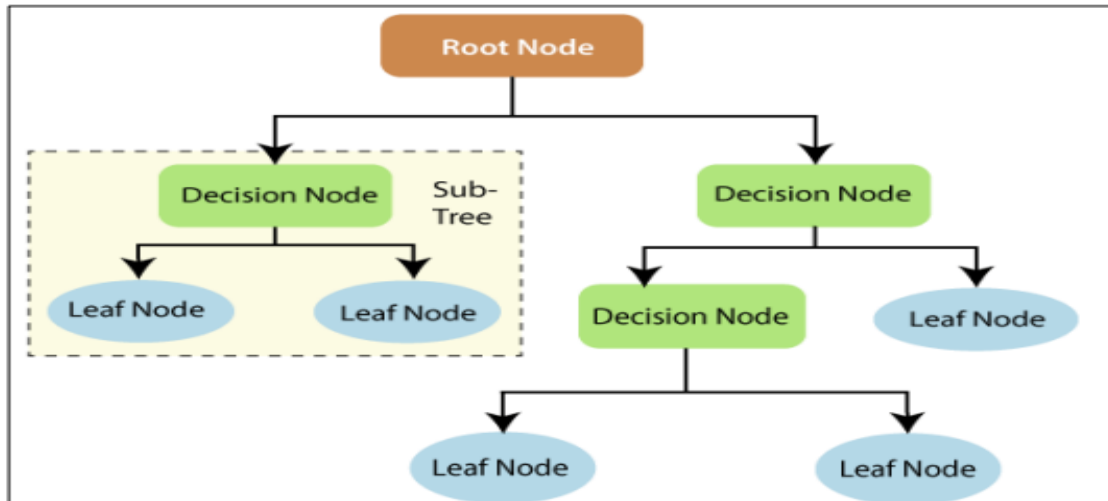 Root Node
Decision Node
Sub-
Tree
Decision Node
Leaf Node
Leaf Node
Decision Node
Leaf Node
Leaf Node
Leaf Node